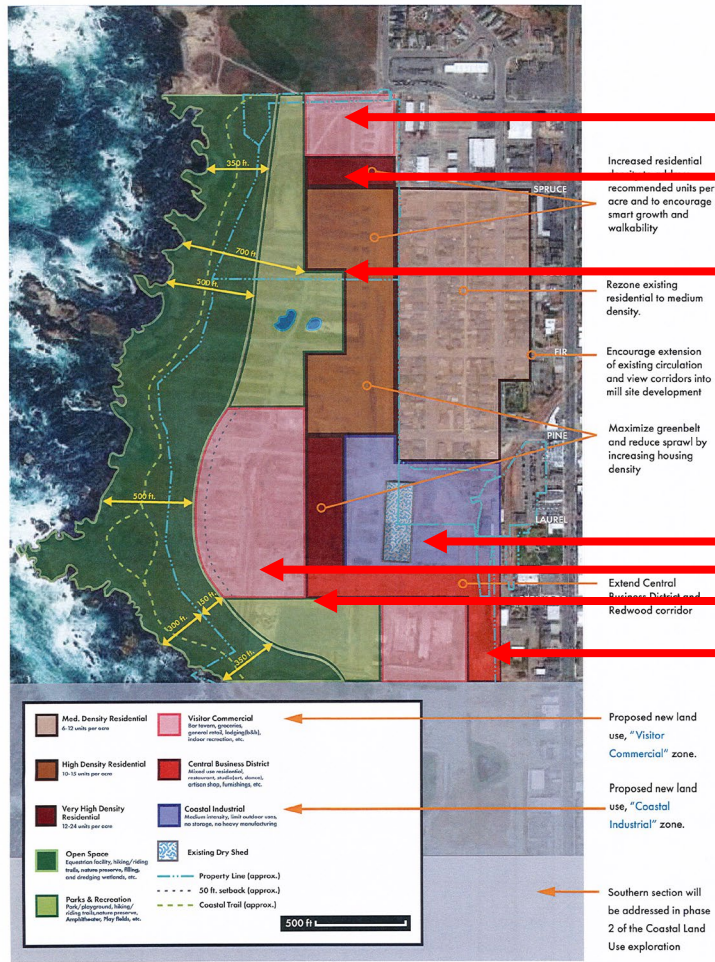 350 ft.
Increased residential
recommended units per
acre and to encourage
smart growth and
walkability
SPRUCE
700 ft.
500 ft.
Rezone existing
residential to medium
density.
FIR
Encourage extension
of existing circulation
and view corridors into
mill site development
PINE
Maximize greenbelt
and reduce sprawl by
increasing housing
density
500 ft.
LAUREL
Extend Central
Business District and
Redwood corridor
150 ft.
300 ft.
350 ft.
Med. Density Residential
6-12 units per acre
High Density Residential
10-15 units per acre
Very High Density
Residential
12-24 units per acre
Open Space
Equestrian facility, hiking/riding
trails, nature preserve, filling,
and dredging wetlands, etc.
Parks & Recreation
Park/playground, hiking/
riding trails,nature preserve,
Amphitheater, Play fields, etc.
Visitor Commercial
Bar tavern, groceries,
general retail, lodging(b&b),
indoor recreation, etc.
Central Business District
Mixed use residential,
restaurant, studio(art, dance),
artisan shop, furnishings, etc.
Coastal Industrial
Medium intensity, limit outdoor uses,
no storage, no heavy manufacturing
Existing Dry Shed
Property Line (approx.)
50 ft. setback (approx.)
Coastal Trail (approx.)
500 ft
Proposed new land
use, "Visitor
Commercial" zone.
Proposed new land
use, "Coastal
Industrial" zone.
Southern section will
be addressed in phase
2 of the Coastal Land
Use exploration